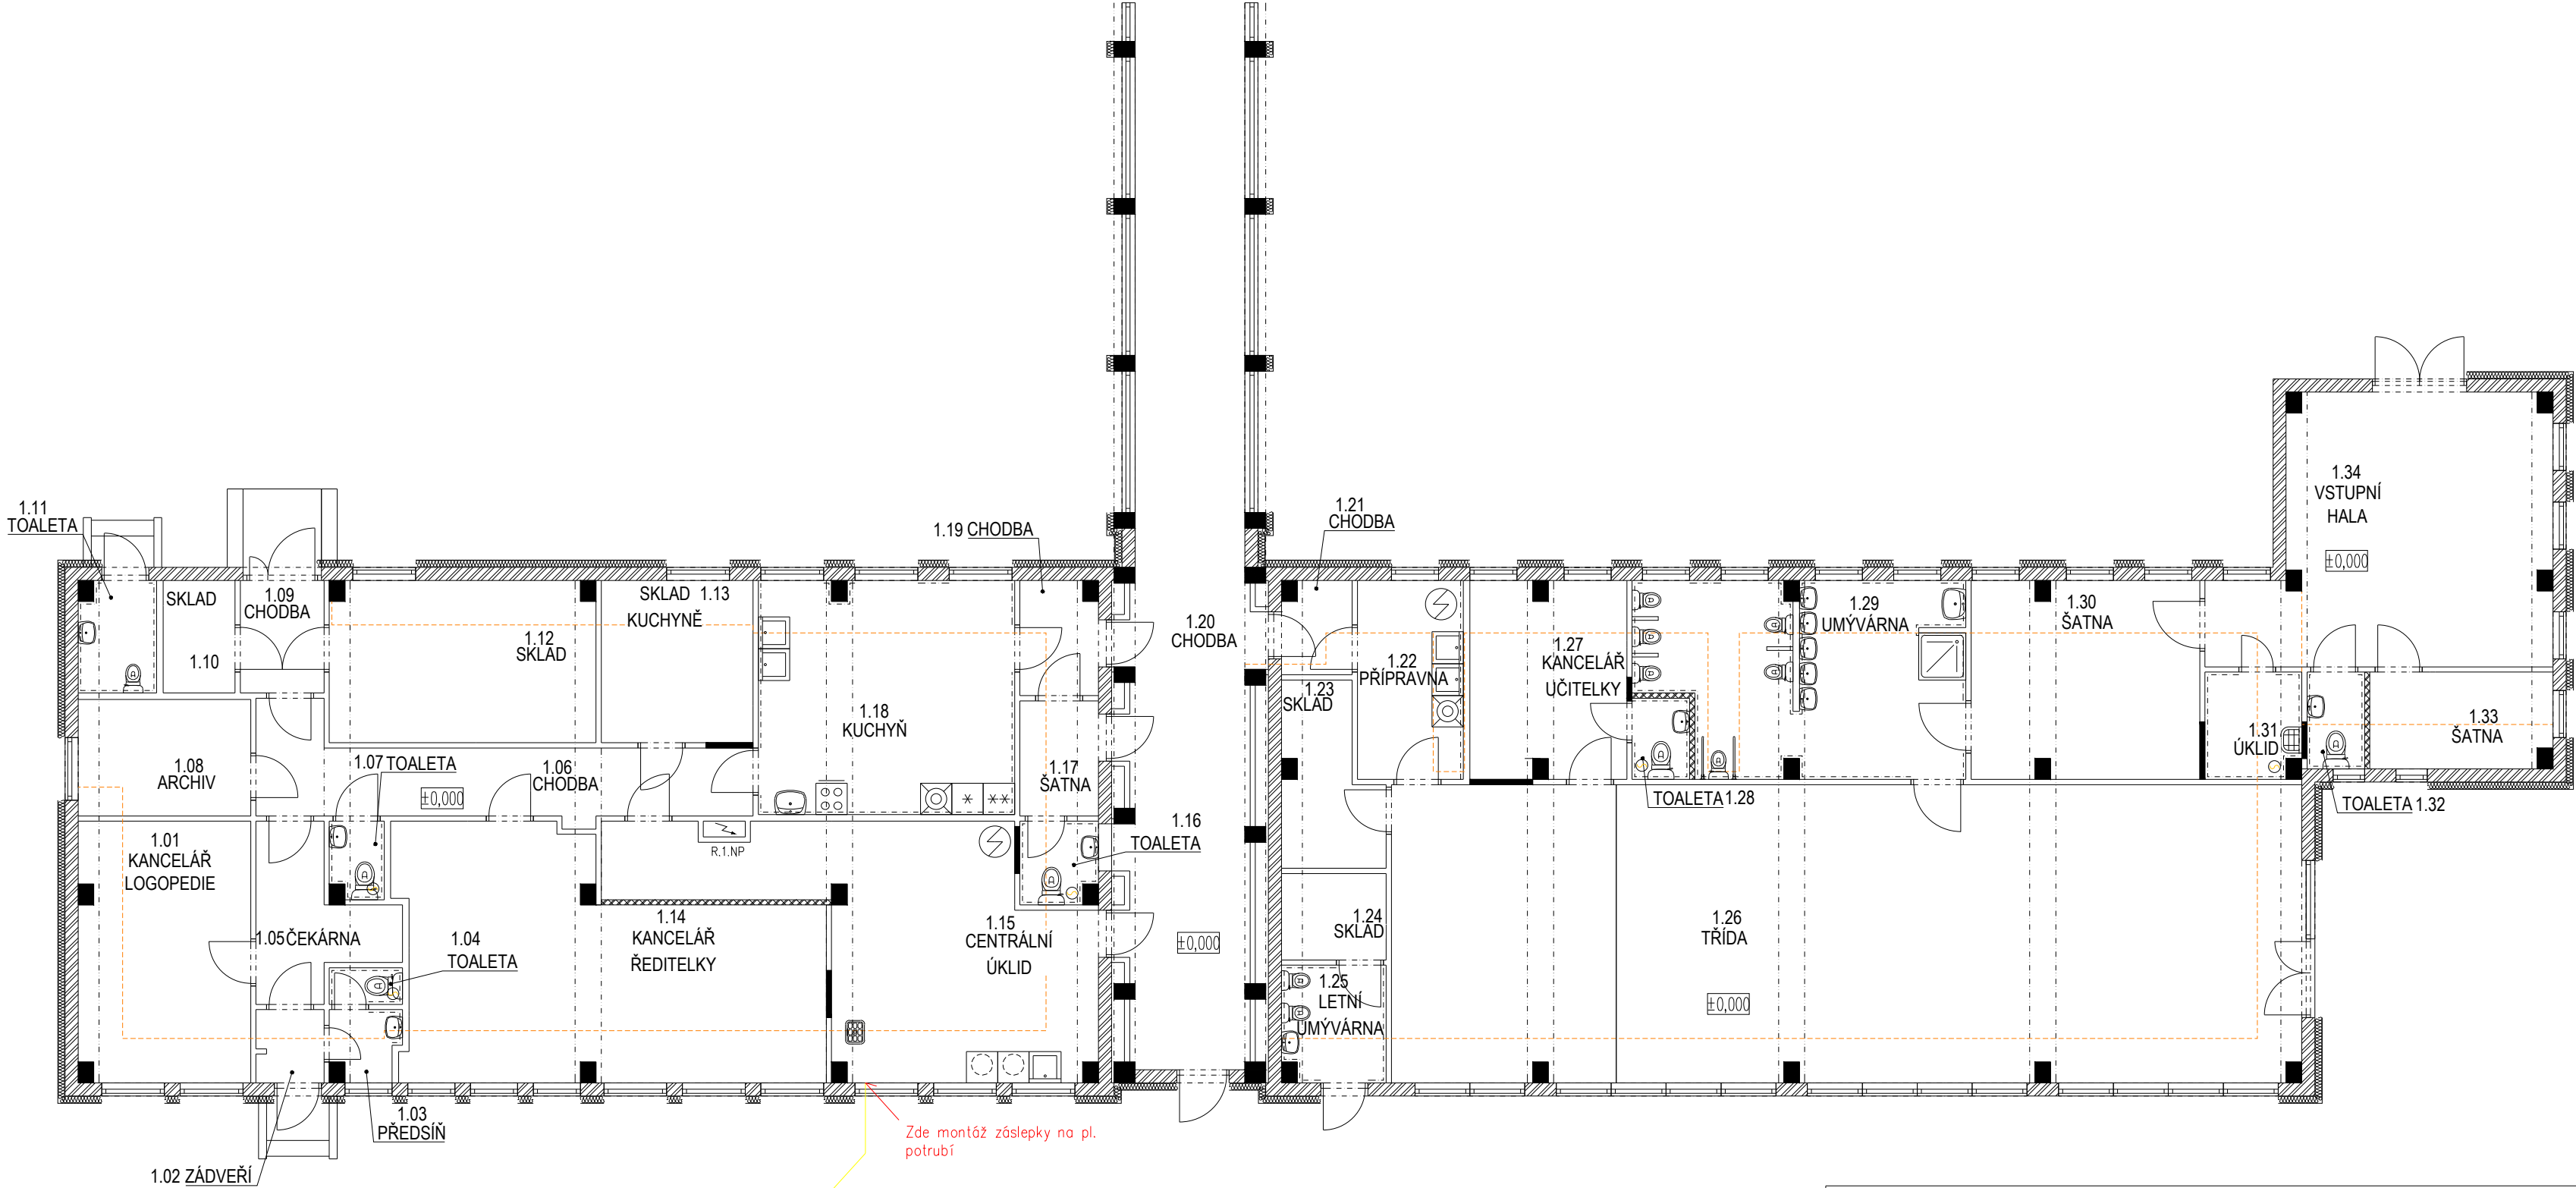 1.11
TOALETA
SKLAD
1.10
1.09
CHODBA
1.12
SKLAD
SKLAD 1.13
KUCHYNĚ
1.19 CHODBA
1.18
KUCHYŇ
1.17
ŠATNA
1.20
CHODBA
1.21
CHODBA
1.22
PŘÍPRAVNA
1.23
SKLAD
1.27
KANCELÁŘ
UČITELKY
1.29
UMÝVÁRNA
1.30
ŠATNA
1.34
VSTUPNÍ
HALA
±0,000
1.31
ÚKLID
1.33
ŠATNA
TOALETA 1.32
TOALETA 1.28
1.08
ARCHIV
1.07 TOALETA
±0,000
1.06
CHODBA
R.1.NP
1.16
TOALETA
1.01
KANCELÁŘ
LOGOPEDIE
1.05 ČEKÁRNA
1.04
TOALETA
1.14
KANCELÁŘ
ŘEDITELKY
1.15
CENTRÁLNÍ
ÚKLID
±0,000
1.24
SKLAD
1.25
LETNÍ
UMÝVÁRNA
1.26
TŘÍDA
±0,000
1.03
PŘEDSÍŇ
1.02 ZÁDVEŘÍ
Zde montáž záslepky na pl.
potrubí